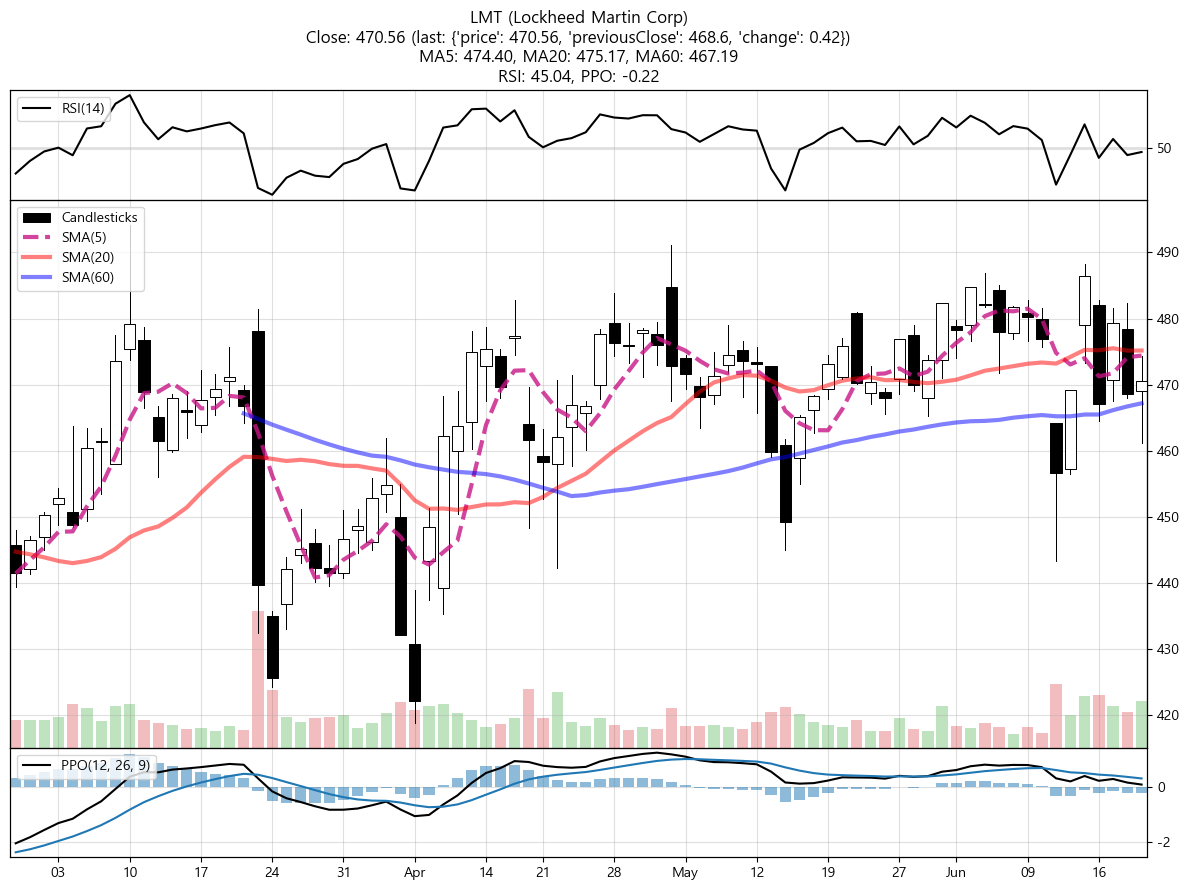 LMT (Lockheed Martin Corp)
Close: 470.56 (last: {'price': 470.56, 'previousClose': 468.6, 'change': 0.42})
MA5: 474.40, MA20: 475.17, MA60: 467.19
RSI: 45.04, PPO: -0.22
RSI(14)
50
Candlesticks
SMA(5)
SMA(20)
SMA(60)
490
480
470
460
450
440
430
420
PPO(12, 26, 9)
0
-2
03 10 17 24 31 Apr 14 21 28 May 12 19 27 Jun 09 16